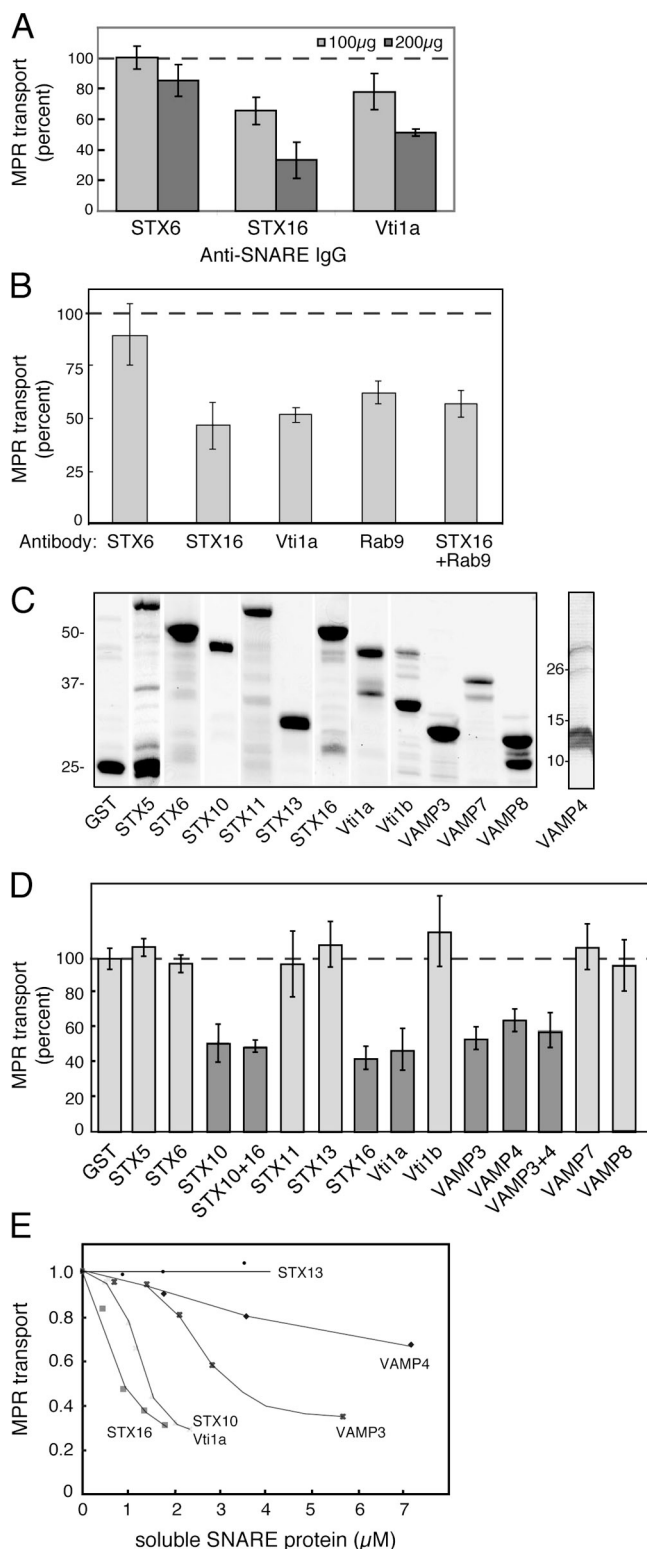 A
100µg 200µg
MPR transport
(percent)
100
80
60
40
20
0
STX6 STX16 Vti1a
Anti-SNARE IgG
B
MPR transport
(percent)
100
75
50
25
0
Antibody: STX6 STX16 Vti1a Rab9 STX16
+Rab9
C
50-
37-
25-
26-
15-
10-
GST STX5 STX6 STX10 STX11 STX13 STX16 Vti1a Vti1b VAMP3 VAMP7 VAMP8 VAMP4
D
MPR transport
(percent)
100
80
60
40
20
0
GST STX5 STX6 STX10 STX10+16 STX11 STX13 STX16 Vti1a Vti1b VAMP3 VAMP4 VAMP3+4 VAMP7 VAMP8
E
MPR transport
1.0
0.8
0.6
0.4
0.2
0
STX13
VAMP4
VAMP3
STX10
Vti1a
STX16
0 1 2 3 4 5 6 7
soluble SNARE protein (µM)